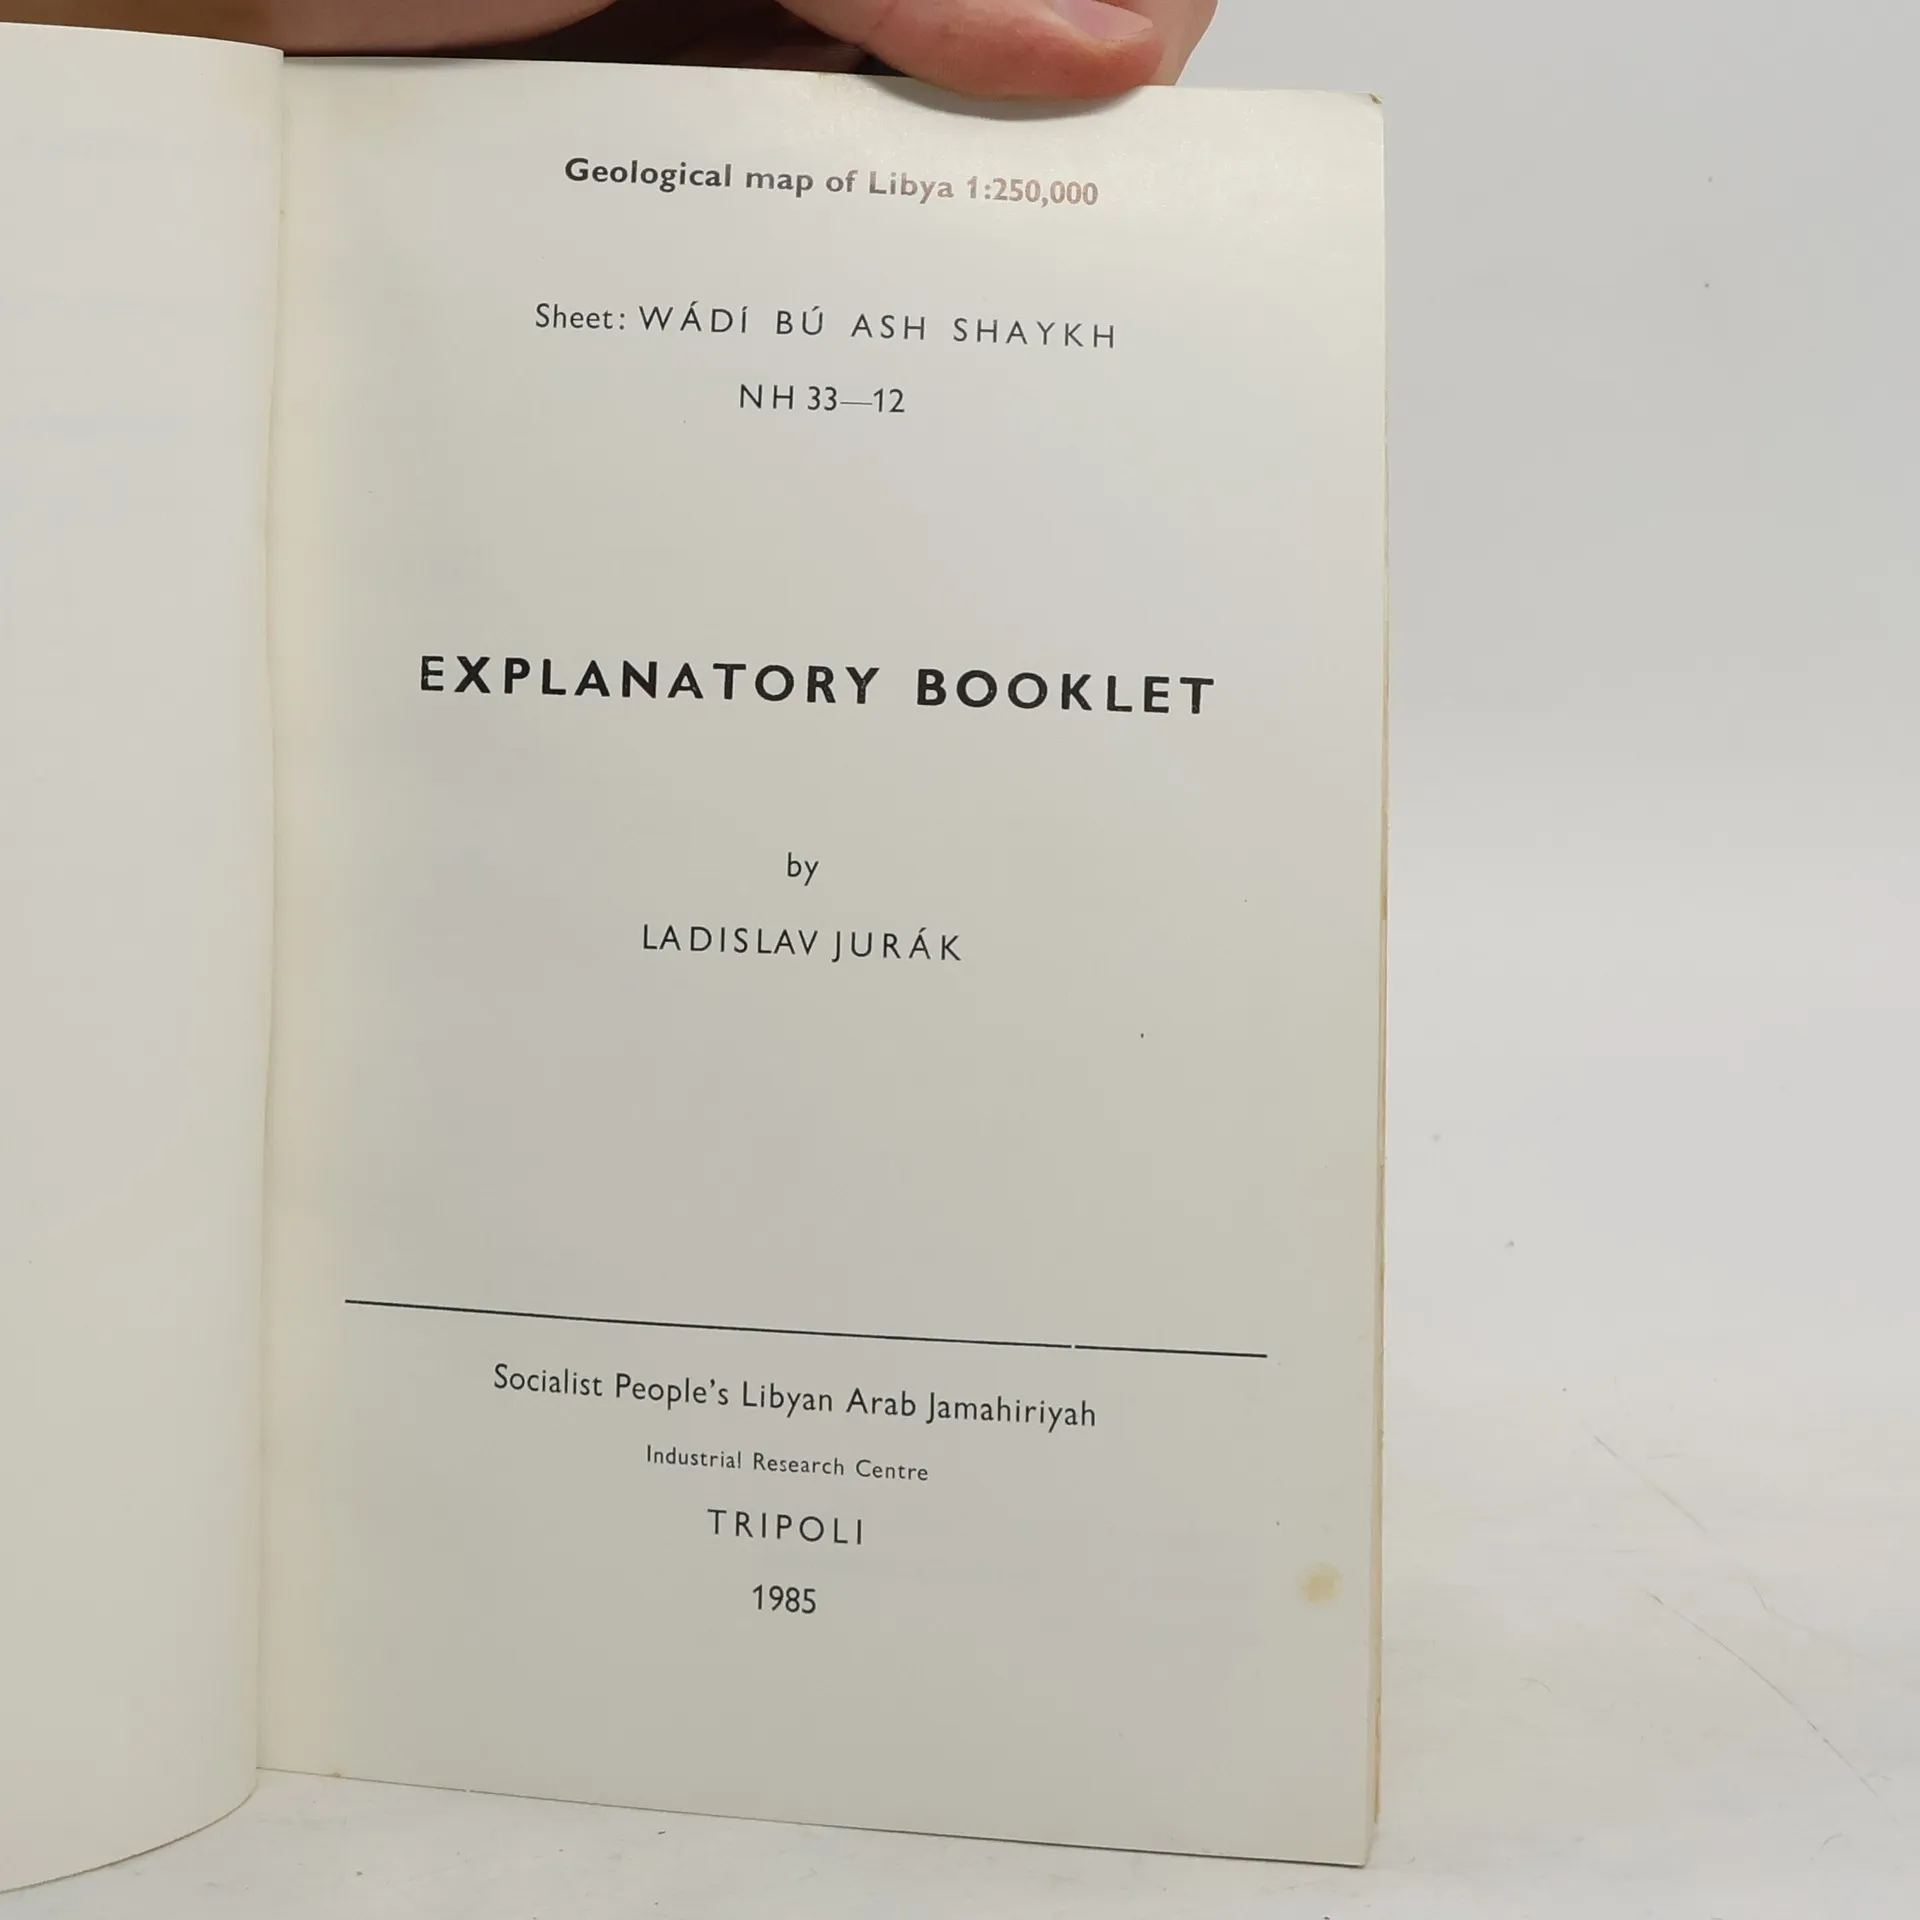 Geological map of Libya 1:250,000
Sheet: WÁDÍ BÚ ASH SHAYKH
NH 33—12
EXPLANATORY BOOKLET
by
LADISLAV JURÁK
Socialist People's Libyan Arab Jamahiriyah
Industrial Research Centre
TRIPOLI
1985